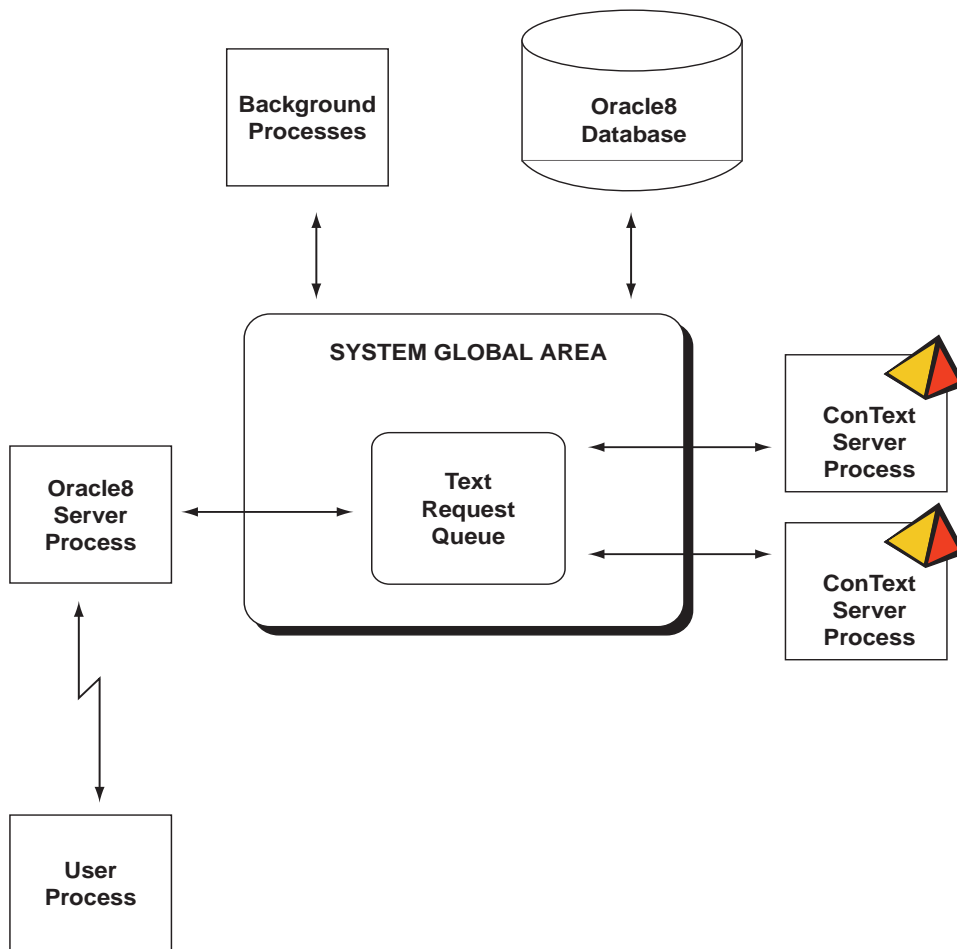 Background
Processes
Oracle8
Database
SYSTEM GLOBAL AREA
Text
Request
Queue
Oracle8
Server
Process
ConText
Server
Process
ConText
Server
Process
User
Process